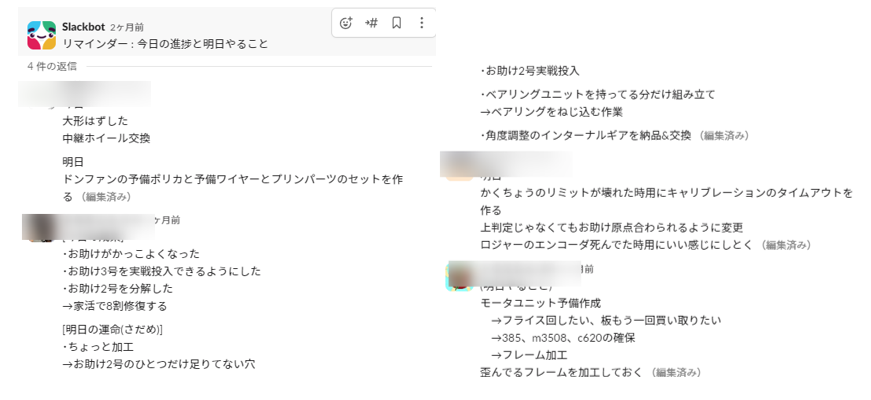 Slackbot 2ヶ月前
リマインダー : 今日の進捗と明日やること
4 件の返信
今日
大形はずした
中継ホイール交換
明日
ドンファンの予備ポリカと予備ワイヤーとプリンパーツのセットを作
る (編集済み)
ヶ月前
･お助けがかっこよくなった
･お助け3号を実戦投入できるようにした
･お助け2号を分解した
→家活で8割修復する
[明日の運命(さだめ)]
･ちょっと加工
→お助け2号のひとつだけ足りてない穴
･お助け2号実戦投入
･ベアリングユニットを持ってる分だけ組み立て
→ベアリングをねじ込む作業
･角度調整のインターナルギアを納品&交換 (編集済み)
明日
かくちょうのリミットが壊れた時用にキャリブレーションのタイムアウトを
作る
上判定じゃなくてもお助け原点合わられるように変更
ロジャーのエンコーダ死んでた時用にいい感じにしとく (編集済み)
月前
(明日やること)
モータユニット予備作成
→フライス回したい、板もう一回買い取りたい
→385、m3508、c620の確保
→フレーム加工
歪んでるフレームを加工しておく (編集済み)